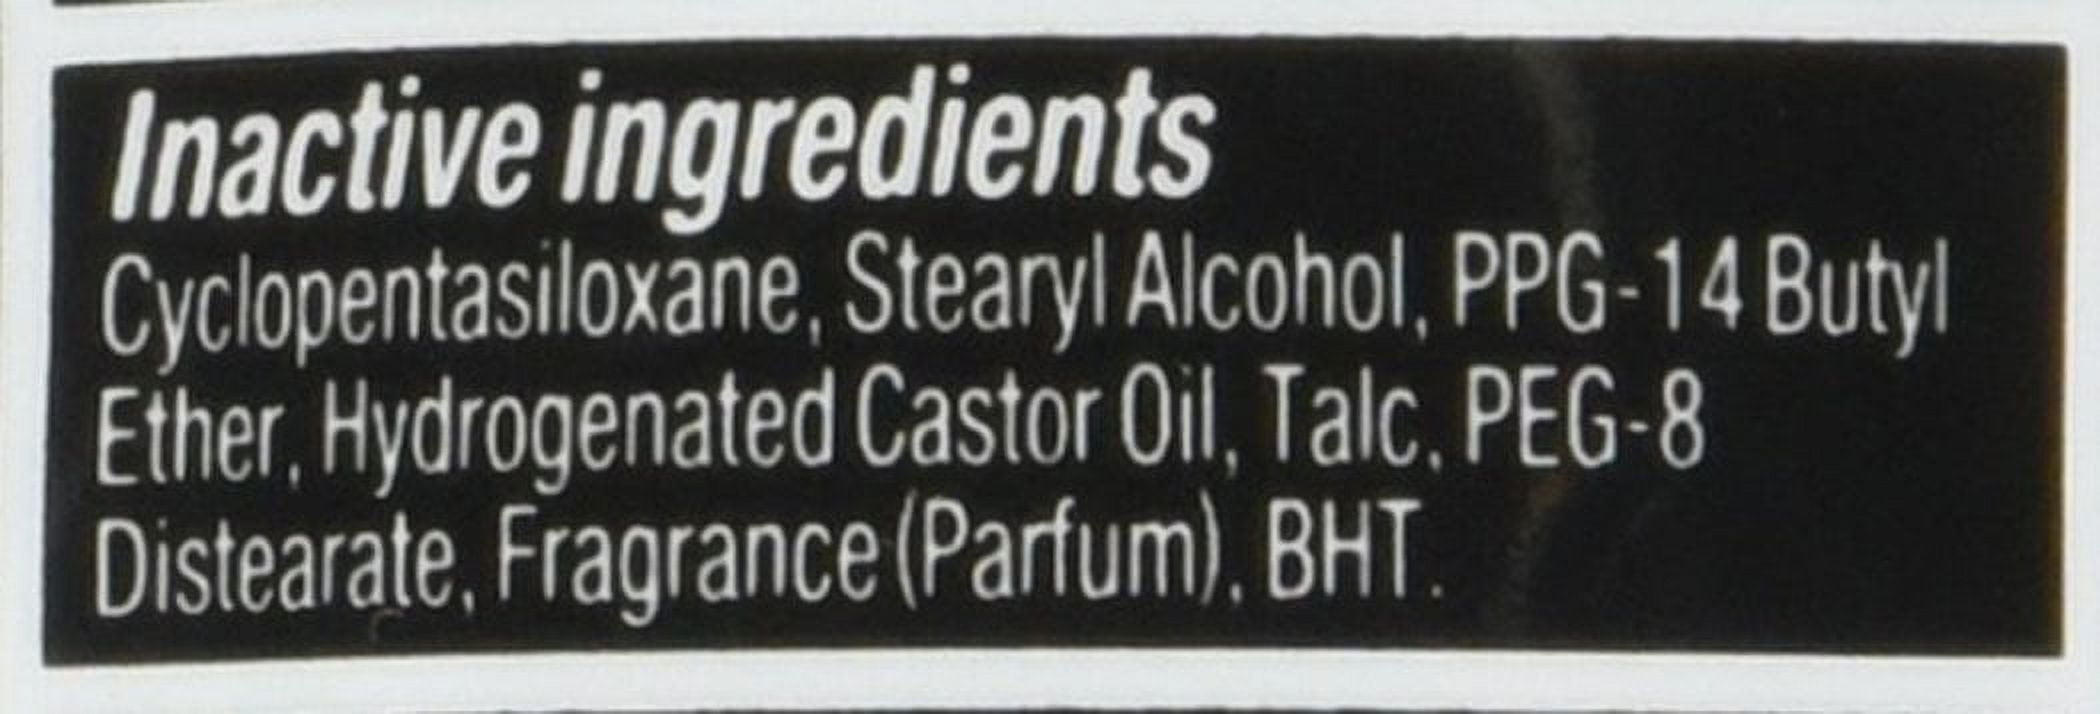 Inactive ingredients
Cyclopentasiloxane, Stearyl Alcohol, PPG-14 Butyl
Ether, Hydrogenated Castor Oil, Talc, PEG-8
Distearate, Fragrance (Parfum), BHT.